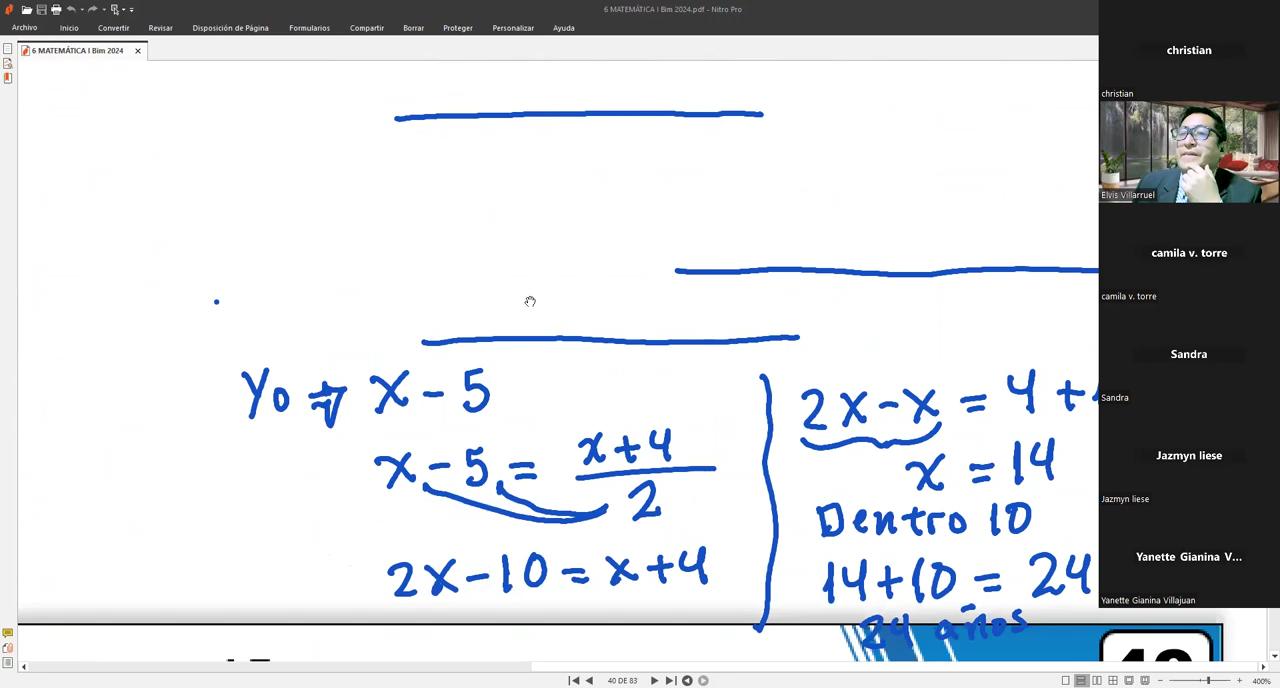 6 MATEMÁTICA I Bim 2024.pdf - Nitro Pro
Archivo Inicio Convertir Revisar Disposición de Página Formularios Compartir Borrar Proteger Personalizar Ayuda
6 MATEMÁTICA I Bim 2024
christian
christian
Elvis Villarruel
camila v. torre
camila v. torre
Sandra
Sandra
Jazmyn liese
Jazmyn liese
Yanette Gianina V...
Yanette Gianina Villajuan
Yo ⇒ x - 5
x - 5 = x+4
2
2x - 10 = x + 4
2x - x = 4 +
x = 14
Dentro 10
14 + 10 = 24
24 años
40 DE 83
400%